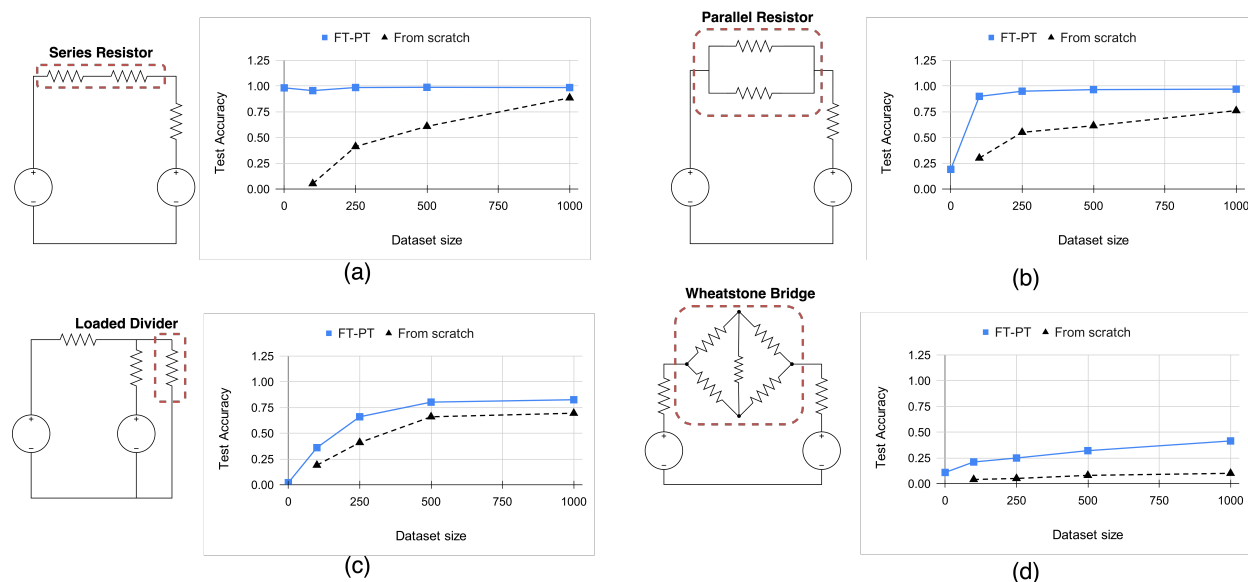 Series Resistor
+
−
+
−
FT-PT From scratch
Test Accuracy
1.25
1.00
0.75
0.50
0.25
0.00
0 250 500 750 1000
Dataset size
(a)
Parallel Resistor
+
−
+
−
FT-PT From scratch
Test Accuracy
1.25
1.00
0.75
0.50
0.25
0.00
0 250 500 750 1000
Dataset size
(b)
Loaded Divider
+
−
+
−
FT-PT From scratch
Test Accuracy
1.25
1.00
0.75
0.50
0.25
0.00
0 250 500 750 1000
Dataset size
(c)
Wheatstone Bridge
+
−
+
−
FT-PT From scratch
Test Accuracy
1.25
1.00
0.75
0.50
0.25
0.00
0 250 500 750 1000
Dataset size
(d)